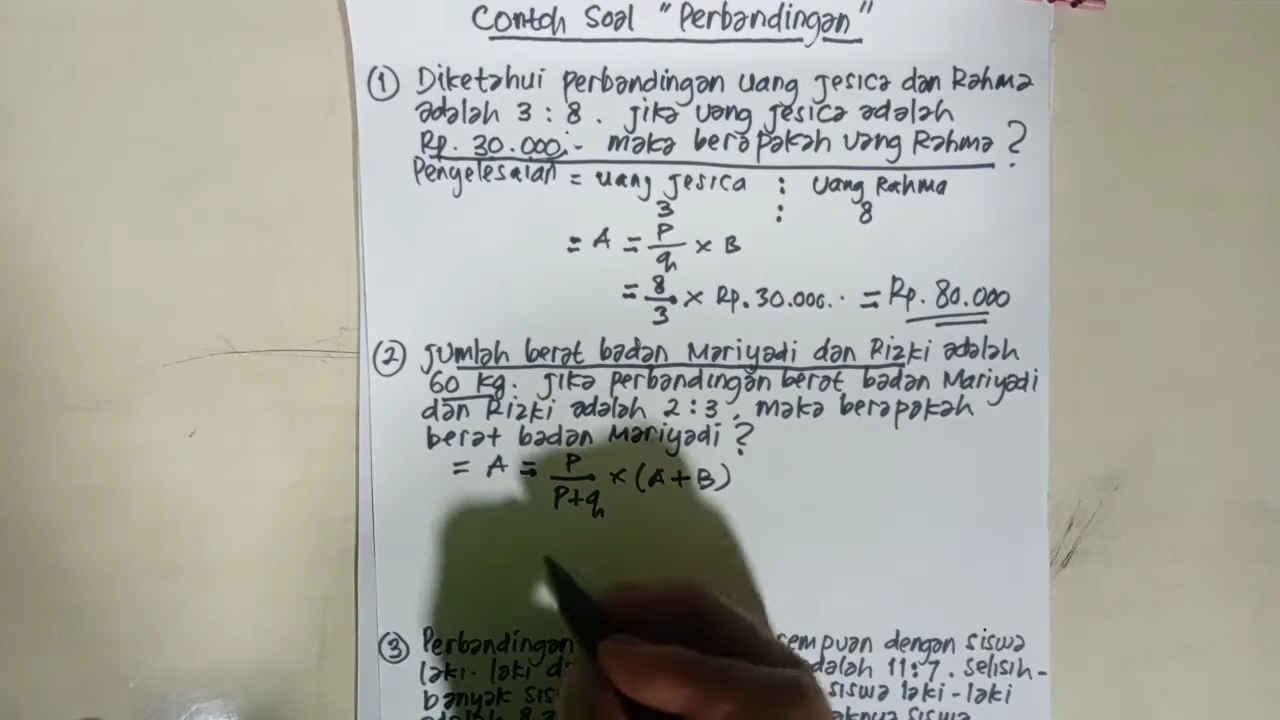 Contoh Soal "Perbandingan"
1 Diketahui perbandingan uang Jesica dan Rahma
adalah 3 : 8 . Jika uang Jesica adalah
Rp. 30.000.- maka berapakah uang Rahma ?
Penyelesaian = uang Jesica : Uang Rahma
3 : 8
= A = P/q × B
= 8/3 × Rp. 30.000.- = Rp. 80.000
2 Jumlah berat badan Mariyadi dan Rizki adalah
60 kg. Jika perbandingan berat badan Mariyadi
dan Rizki adalah 2 : 3 , maka berapakah
berat badan Mariyadi ?
= A = P/P+q × (A+B)
3 Perbandingan dengan siswa
laki-laki 11:7. Selisih-
siswa laki-laki
siswa